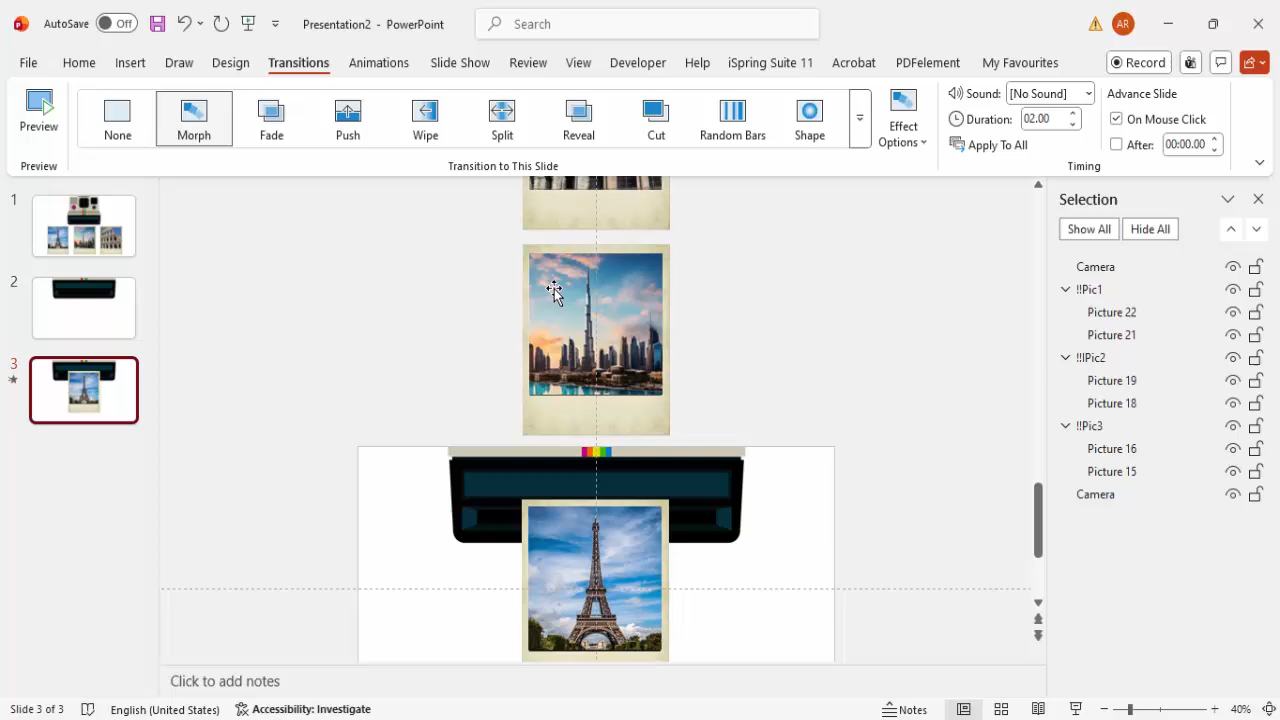 AutoSave Off Presentation2 - PowerPoint Search AR
File Home Insert Draw Design Transitions Animations Slide Show Review View Developer Help iSpring Suite 11 Acrobat PDFelement My Favourites Record
Preview None Morph Fade Push Wipe Split Reveal Cut Random Bars Shape Effect Options
Sound: [No Sound] Advance Slide
Duration: 02.00 On Mouse Click
Apply To All After: 00:00.00
Preview Transition to This Slide Timing
Selection
Show All Hide All
Camera
!!Pic1
Picture 22
Picture 21
!!Pic2
Picture 19
Picture 18
!!Pic3
Picture 16
Picture 15
Camera
1
2
3
Click to add notes
Slide 3 of 3 English (United States) Accessibility: Investigate Notes 40%